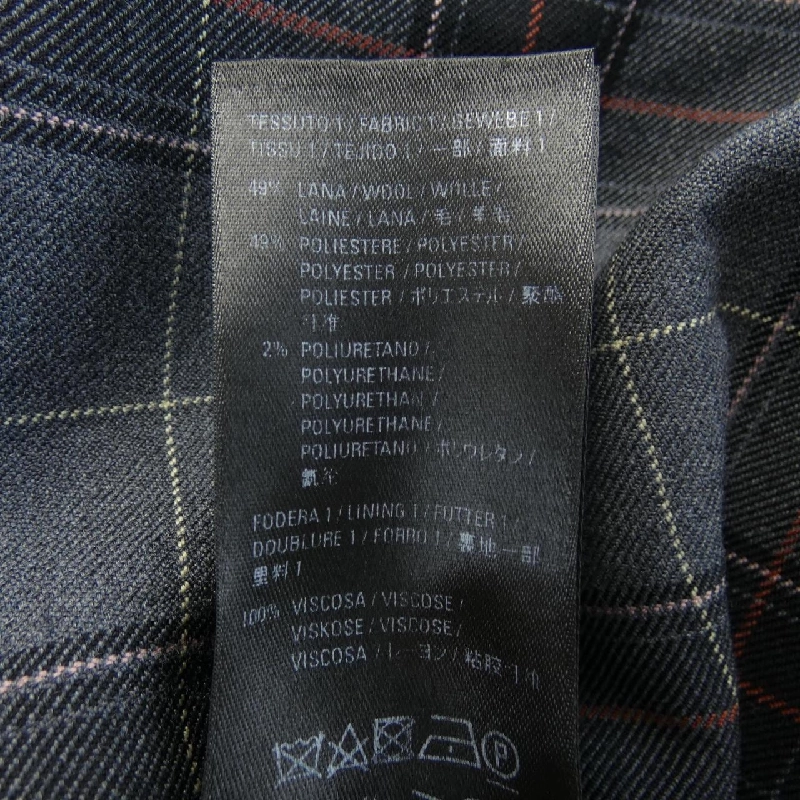 TESSUTO 1 / FABRIC 1 / GEWEBE 1 /
TISSU 1 / TEJIDO 1 / 一部 / 面料 1
49% LANA / WOOL / WOLLE /
LAINE / LANA / 毛 / 羊毛
49% POLIESTERE / POLYESTER /
POLYESTER / POLYESTER /
POLIESTER / ポリエステル / 聚酯
纤维
2% POLIURETANO /
POLYURETHANE /
POLYURETHAN /
POLYURETHANE /
POLIURETANO / ポリウレタン /
氨纶
FODERA 1 / LINING 1 / FUTTER 1 /
DOUBLURE 1 / FORRO 1 / 裏地一部
里料 1
100% VISCOSA / VISCOSE /
VISKOSE / VISCOSE /
VISCOSA / レーヨン / 粘胶纤维
P